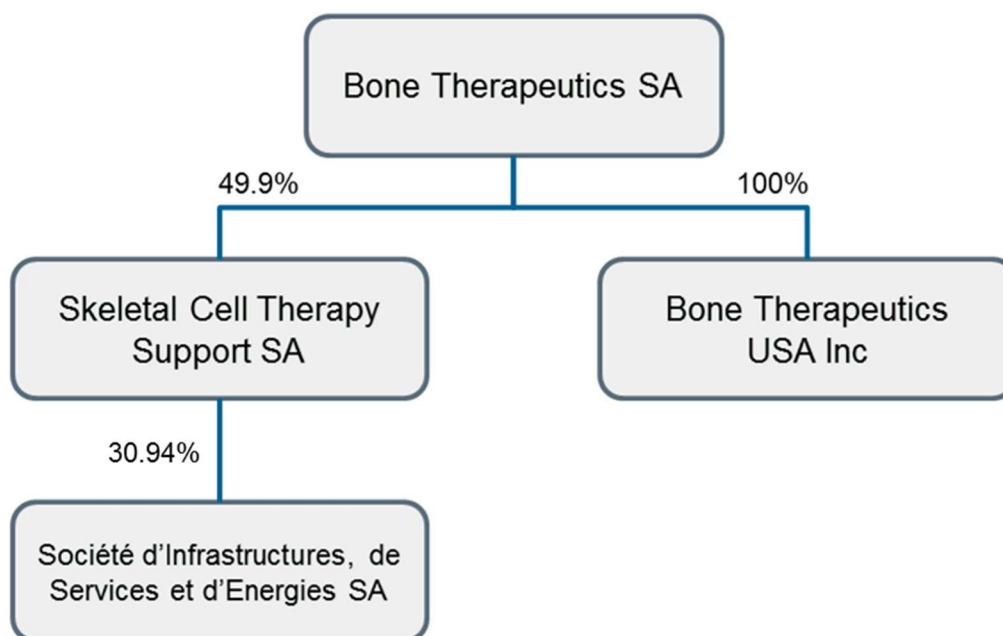 Bone Therapeutics SA
49.9%
100%
Skeletal Cell Therapy
Support SA
Bone Therapeutics
USA Inc
30.94%
Société d’Infrastructures, de
Services et d’Energies SA